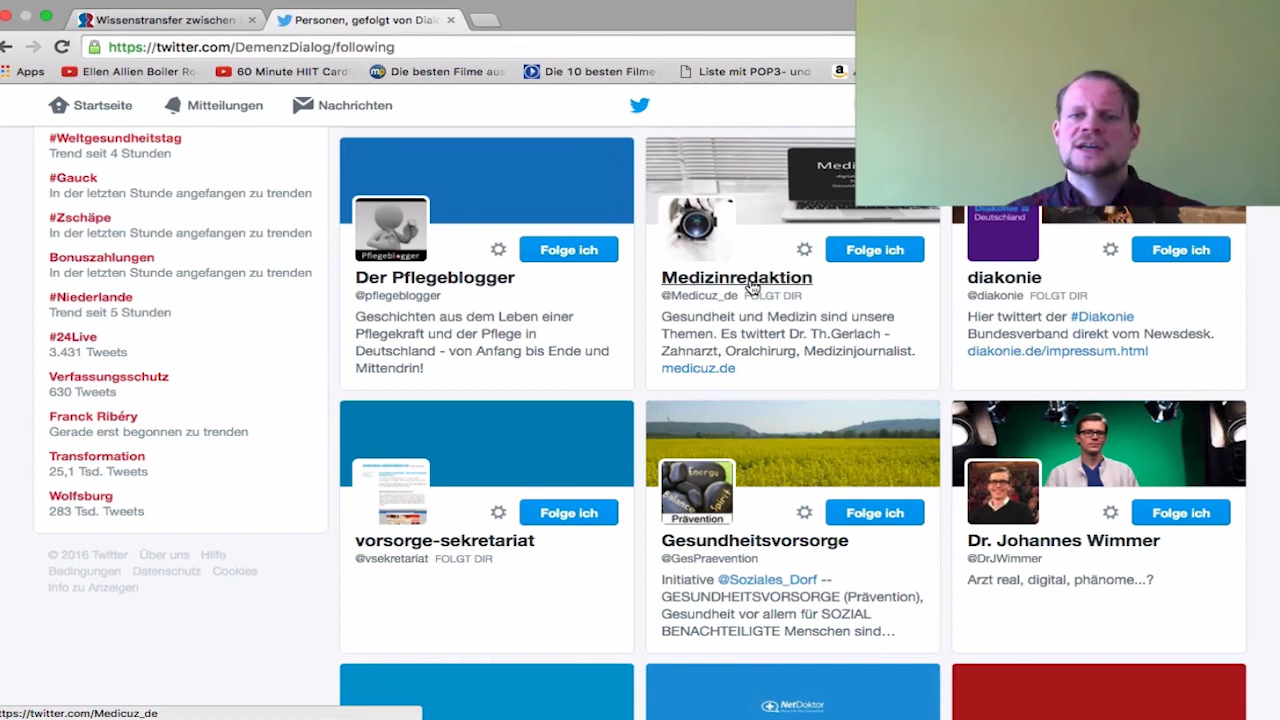 Wissenstransfer zwischen
Personen, gefolgt von Dialo
https://twitter.com/DemenzDialog/following
Apps
Ellen Allien Boiler Ro
60 Minute HIIT Card
Die besten Filme aus
Die 10 besten Filme
Liste mit POP3- und
Startseite
Mitteilungen
Nachrichten
#Weltgesundheitstag
Trend seit 4 Stunden
#Gauck
In der letzten Stunde angefangen zu trenden
#Zschäpe
In der letzten Stunde angefangen zu trenden
Bonuszahlungen
In der letzten Stunde angefangen zu trenden
#Niederlande
Trend seit 5 Stunden
#24Live
3.431 Tweets
Verfassungsschutz
630 Tweets
Franck Ribéry
Gerade erst begonnen zu trenden
Transformation
25,1 Tsd. Tweets
Wolfsburg
283 Tsd. Tweets
© 2016 Twitter Über uns Hilfe
Bedingungen Datenschutz Cookies
Info zu Anzeigen
Pflegeblogger
Folge ich
Der Pflegeblogger
@pflegeblogger
Geschichten aus dem Leben einer
Pflegekraft und der Pflege in
Deutschland - von Anfang bis Ende und
Mittendrin!
Medi
Folge ich
Medizinredaktion
@Medicuz_de FOLGT DIR
Gesundheit und Medizin sind unsere
Themen. Es twittert Dr. Th.Gerlach -
Zahnarzt, Oralchirurg, Medizinjournalist.
medicuz.de
Deutschland
Folge ich
diakonie
@diakonie FOLGT DIR
Hier twittert der #Diakonie
Bundesverband direkt vom Newsdesk.
diakonie.de/impressum.html
Folge ich
vorsorge-sekretariat
@vsekretariat FOLGT DIR
Energy
Balance
Spirit
Prävention
Folge ich
Gesundheitsvorsorge
@GesPraevention
Initiative @Soziales_Dorf --
GESUNDHEITSVORSORGE (Prävention),
Gesundheit vor allem für SOZIAL
BENACHTEILIGTE Menschen sind…
Folge ich
Dr. Johannes Wimmer
@DrJWimmer
Arzt real, digital, phänome...?
NetDoktor
https://twitter.com/Medicuz_de